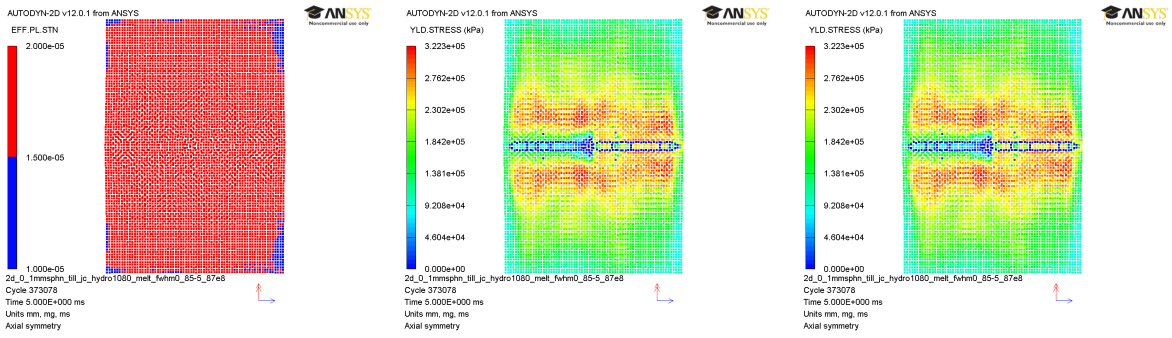 AUTODYN-2D v12.0.1 from ANSYS
ANSYS
Noncommercial use only
EFF.PL.STN
2.000e-05
1.500e-05
1.000e-05
2d_0_1mmsphn_till_jc_hydro1080_melt_fwhm0_85-5_87e8
Cycle 373078
Time 5.000E+000 ms
Units mm, mg, ms
Axial symmetry
AUTODYN-2D v12.0.1 from ANSYS
ANSYS
Noncommercial use only
YLD.STRESS (kPa)
3.223e+05
2.762e+05
2.302e+05
1.842e+05
1.381e+05
9.208e+04
4.604e+04
0.000e+00
2d_0_1mmsphn_till_jc_hydro1080_melt_fwhm0_85-5_87e8
Cycle 373078
Time 5.000E+000 ms
Units mm, mg, ms
Axial symmetry
AUTODYN-2D v12.0.1 from ANSYS
ANSYS
Noncommercial use only
YLD.STRESS (kPa)
3.223e+05
2.762e+05
2.302e+05
1.842e+05
1.381e+05
9.208e+04
4.604e+04
0.000e+00
2d_0_1mmsphn_till_jc_hydro1080_melt_fwhm0_85-5_87e8
Cycle 373078
Time 5.000E+000 ms
Units mm, mg, ms
Axial symmetry